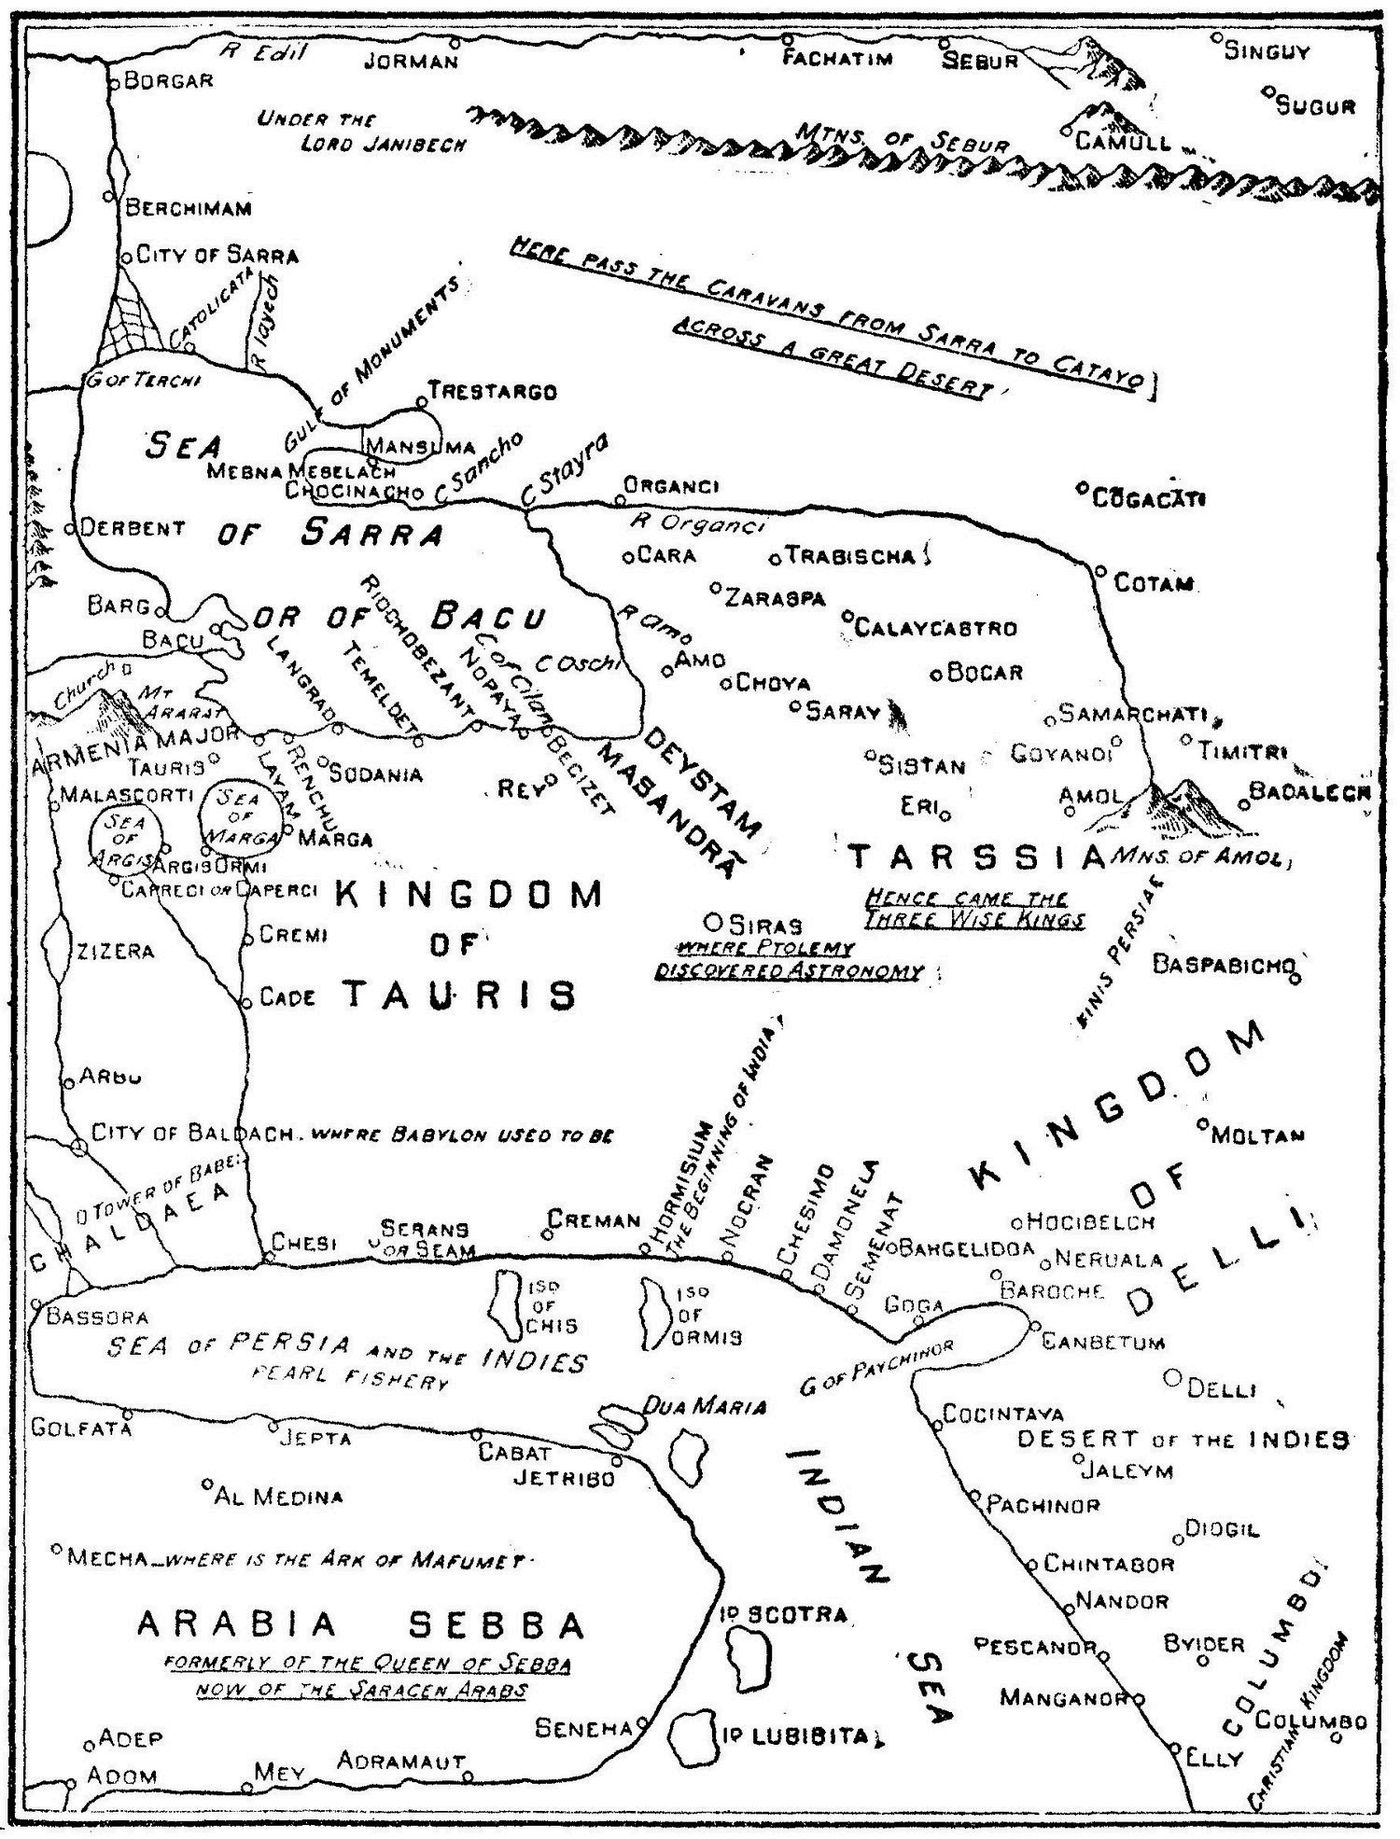 R Edil
JORMAN
FACHATIM
SEBUR
SINGUY
BORGAR
SUGUR
UNDER THE
LORD JANIBECH
MTNS. OF SEBUR
CAMULL
BERCHIMAM
CITY OF SARRA
HERE PASS THE CARAVANS FROM SARRA TO CATAYO
ACROSS A GREAT DESERT
CATOLICATA
R Iayech
GULF OF MONUMENTS
G OF TERCHI
TRESTARGO
SEA
MANSUMA
MEBNA MESELACH
CHOCINACHO
C Sancho
C Stayra
ORGANCI
COGACATI
DERBENT
OF SARRA
R Organci
CARA
TRABISCHA
COTAM
ZARASPA
BARG
OR OF BACU
R Amo
CALAYCASTRO
BACU
LANGRAD
TEMELDET
RIOCHOBEZANT
NOPAYA
C of Cilan
C Oschi
AMO
CHOYA
BOCAR
Church
MT
ARARAT
SARAY
SAMARCHATI
ARMENIA MAJOR
TAURIS
LAYAM
RENCHU
SODANIA
REY
BECIZET
MASANDRĀ
DEYSTAM
SISTAN
GOYANDI
TIMITRI
MALASCORTI
SEA
OF
MARGA
ERI
AMOL
BADALECH
SEA
OF
ARGIS
MARGA
ARGIS
ORMI
CAPRECI OR CAPERCI
TARSSIA
MNS. OF AMOL
KINGDOM
OF
TAURIS
HENCE CAME THE
THREE WISE KINGS
SIRAS
WHERE PTOLEMY
DISCOVERED ASTRONOMY
CREMI
ZIZERA
FINIS PERSIAE
BASPABICHO
CADE
ARBU
KINGDOM
OF
DELLI
CITY OF BALDACH. WHERE BABYLON USED TO BE
MOLTAN
TOWER OF BABEL
CHALDAEA
HORMISIUM
THE BEGINNING OF INDIA
NOCRAN
CHESIMO
DAMONELA
SEMENAT
CHESI
SERANS
OR SEAM
CREMAN
HOCIBELCH
BARGELIDOA
NERUALA
BAROCHE
BASSORA
ISD
OF
CHIS
ISD
OF
ORMIS
GOGA
CANBETUM
SEA OF PERSIA AND THE INDIES
PEARL FISHERY
G OF PAYCHINOR
DELLI
GOLFATA
JEPTA
DUA MARIA
CABAT
JETRIBO
COCINTAYA
DESERT OF THE INDIES
JALEYM
AL MEDINA
INDIAN
SEA
PACHINOR
DIOGIL
MECHA – WHERE IS THE ARK OF MAFUMET.
CHINTABOR
NANDOR
ARABIA SEBBA
FORMERLY OF THE QUEEN OF SEBBA
NOW OF THE SARACEN ARABS
ID SCOTRA
PESCANOR
BYIDER
COLUMBO
CHRISTIAN KINGDOM
MANGANOR
SENEHA
ID LUBIBITA
COLUMBO
ADEP
ADOM
MEY
ADRAMAUT
ELLY